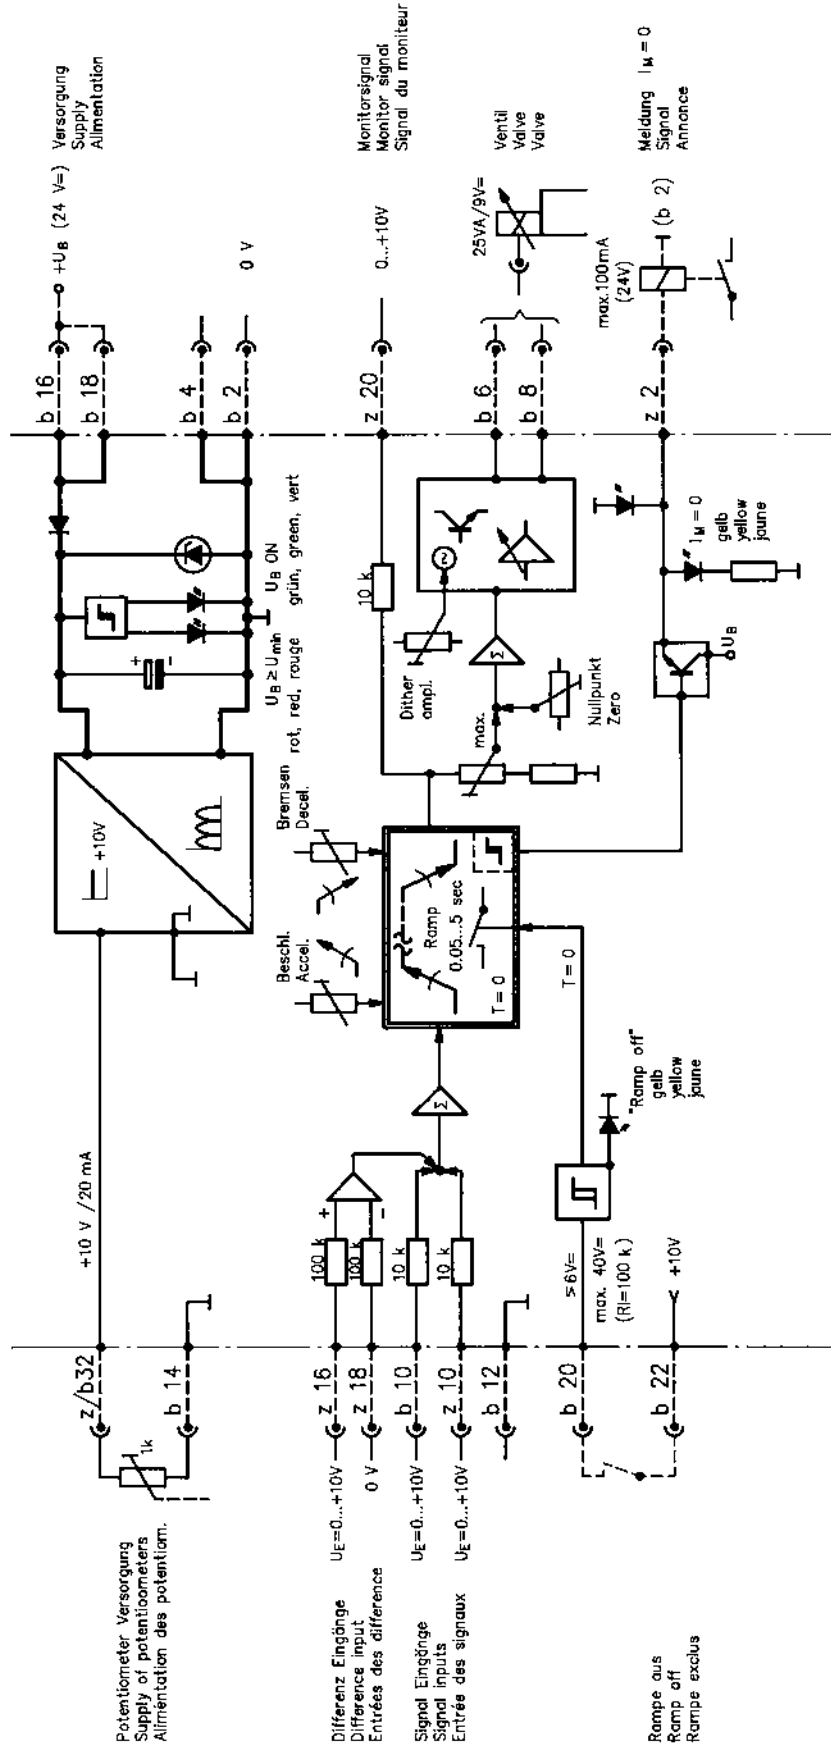 Potentiometer Versorgung
Supply of potentioometers
Alimentation des potentiom.
1k
z/b32
b 14
+10 V /20 mA
+10V
+
-
U_B ≥ U_min
rot, red, rouge
U_B ON
grün, green, vert
b 16
b 18
b 4
b 2
+U_B (24 V=)
0 V
Versorgung
Supply
Alimentation
Differenz Eingänge
Difference input
Entrées des difference
U_E=0...+10V
0 V
z 16
z 18
100 k
100 k
+
-
Signal Eingänge
Signal inputs
Entrée des signaux
U_E=0...+10V
U_E=0...+10V
b 10
z 10
b 12
10 k
10 k
Σ
Beschl.
Accel.
Bremsen
Decel.
Ramp
0.05...5 sec
T=0
max.
Nullpunkt
Zero
Σ
Dither
ampl.
10 k
z 20
0...+10V
Monitorsignal
Monitor signal
Signal du moniteur
b 6
b 8
25VA/9V=
Ventil
Valve
Valve
Rampe aus
Ramp off
Rampe exclus
b 20
b 22
≤6V=
max. 40V=
(RI=100 k)
+10V
"Ramp off"
gelb
yellow
jaune
T=0
U_B
I_M=0
gelb
yellow
jaune
z 2
max.100mA
(24V)
(b 2)
Meldung I_M=0
Signal
Annonce